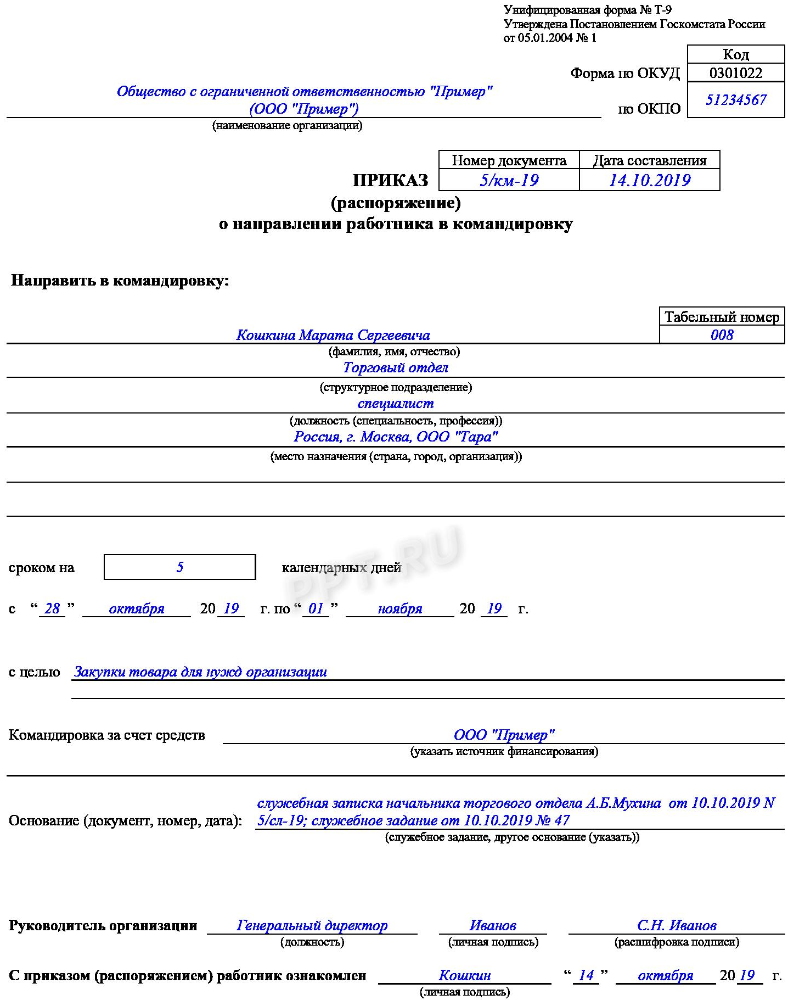 Унифицированная форма № Т-9
Утверждена Постановлением Госкомстата России
от 05.01.2004 № 1
Код
Форма по ОКУД 0301022
Общество с ограниченной ответственностью "Пример"
(ООО "Пример")
по ОКПО 51234567
(наименование организации)
Номер документа Дата составления
ПРИКАЗ 5/км-19 14.10.2019
(распоряжение)
о направлении работника в командировку
Направить в командировку:
Табельный номер
Кошкина Марата Сергеевича 008
(фамилия, имя, отчество)
Торговый отдел
(структурное подразделение)
специалист
(должность (специальность, профессия))
Россия, г. Москва, ООО "Тара"
(место назначения (страна, город, организация))
PPT.RU
сроком на 5 календарных дней
с “ 28 ” октября 20 19 г. по “ 01 ” ноября 20 19 г.
с целью Закупки товара для нужд организации
Командировка за счет средств ООО "Пример"
(указать источник финансирования)
служебная записка начальника торгового отдела А.Б.Мухина от 10.10.2019 N
Основание (документ, номер, дата): 5/сл-19; служебное задание от 10.10.2019 № 47
(служебное задание, другое основание (указать))
Руководитель организации Генеральный директор Иванов С.Н. Иванов
(должность) (личная подпись) (расшифровка подписи)
С приказом (распоряжением) работник ознакомлен Кошкин “ 14 ” октября 20 19 г.
(личная подпись)